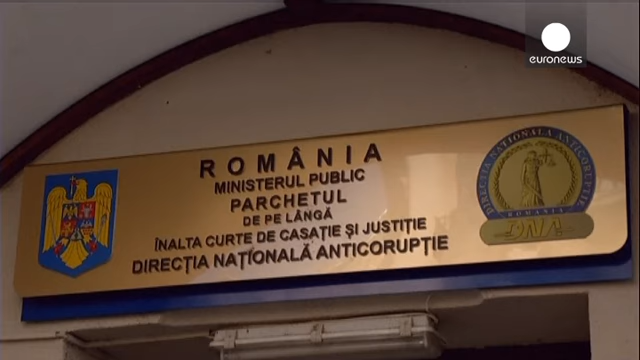 euronews
ROMÂNIA
MINISTERUL PUBLIC
PARCHETUL
DE PE LÂNGĂ
ÎNALTA CURTE DE CASAȚIE ȘI JUSTIȚIE
DIRECȚIA NAȚIONALĂ ANTICORUPȚIE
DIRECȚIA NAȚIONALĂ ANTICORUPȚIE
ROMANIA
DNA